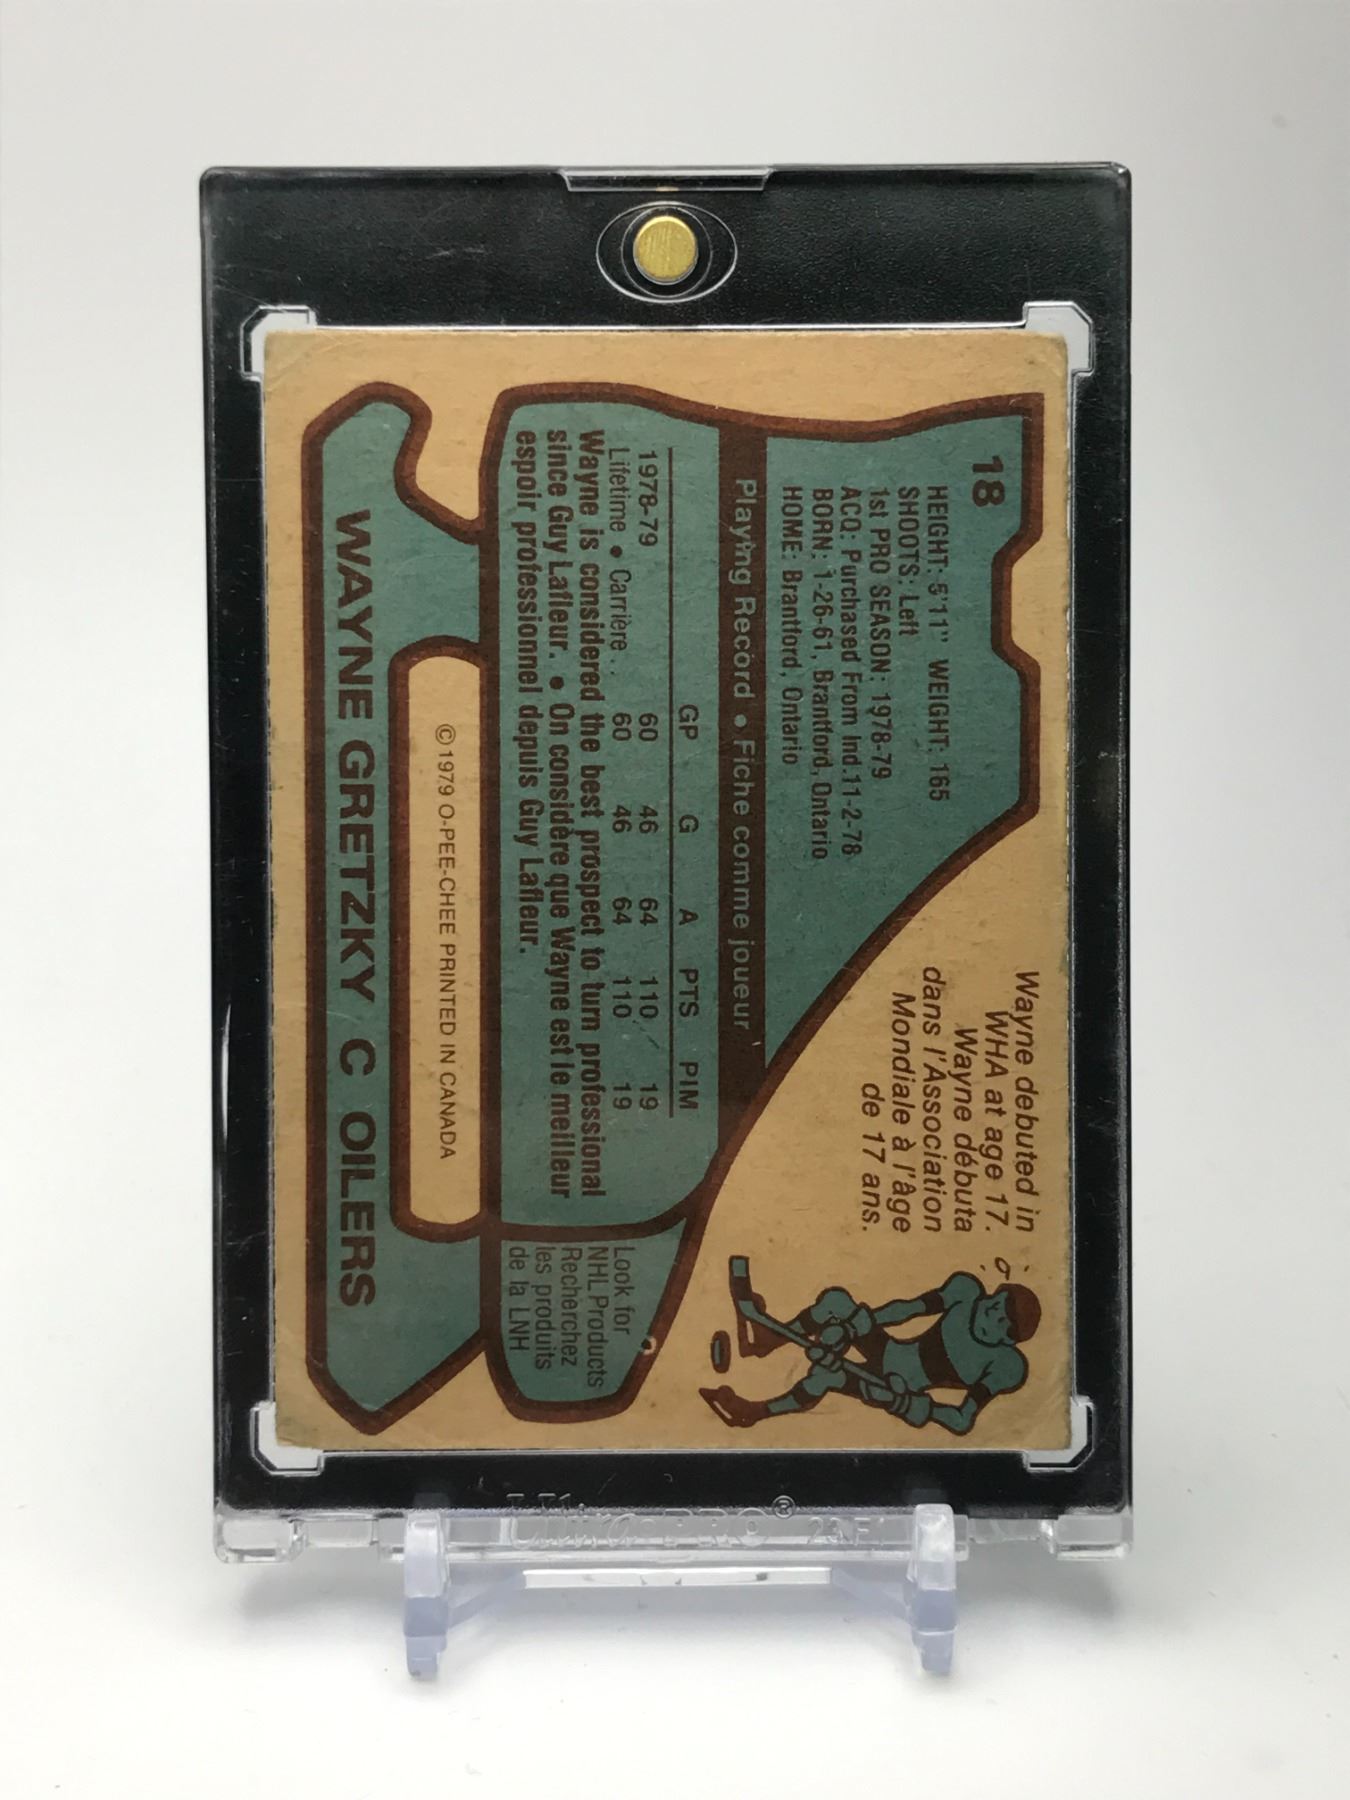 18
HEIGHT: 5'11" WEIGHT: 165
SHOOTS: Left
1st PRO SEASON: 1978-79
ACQ: Purchased From Ind.11-2-78
BORN: 1-26-61, Brantford, Ontario
HOME: Brantford, Ontario
Wayne debuted in
WHA at age 17.
Wayne débuta
dans l'Association
Mondiale à l'âge
de 17 ans.
Playing Record • Fiche comme joueur
GP G A PTS PIM
1978-79 60 46 64 110 19
Lifetime • Carrière . . 60 46 64 110 19
Wayne is considered the best prospect to turn professional
since Guy Lafleur. • On considère que Wayne est le meilleur
espoir professionnel depuis Guy Lafleur.
Look for
NHL Products
Recherchez
les produits
de la LNH
© 1979 O-PEE-CHEE PRINTED IN CANADA
WAYNE GRETZKY C OILERS
Ultra•PRO®